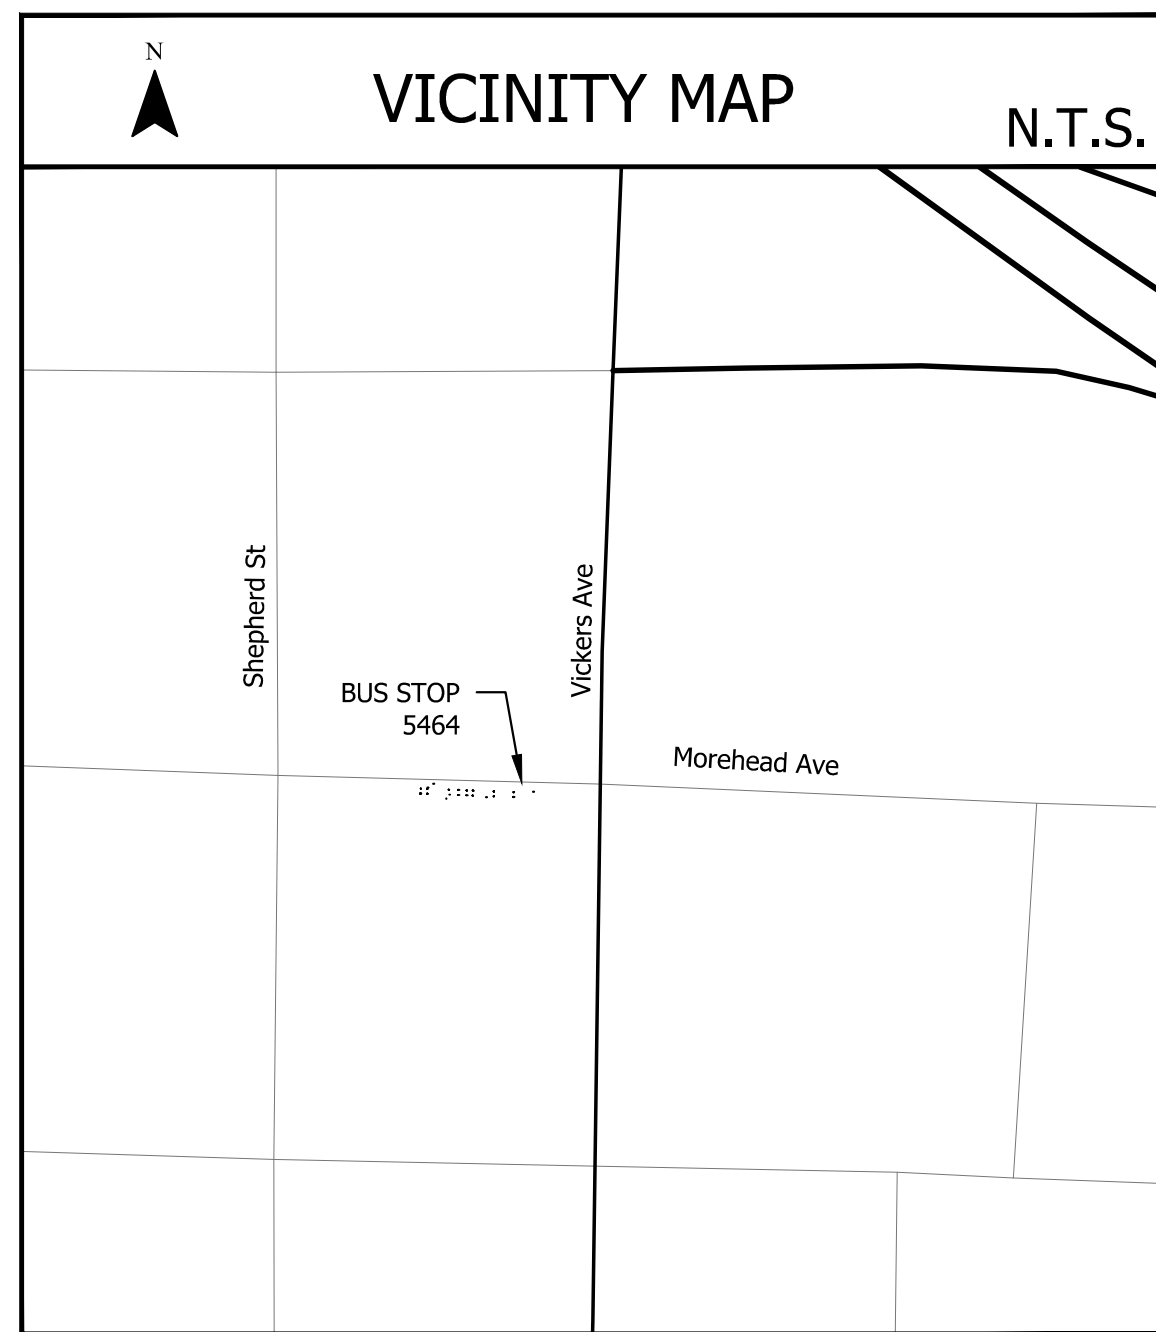 N
VICINITY MAP
N.T.S.
Shepherd St
Vickers Ave
BUS STOP
5464
Morehead Ave